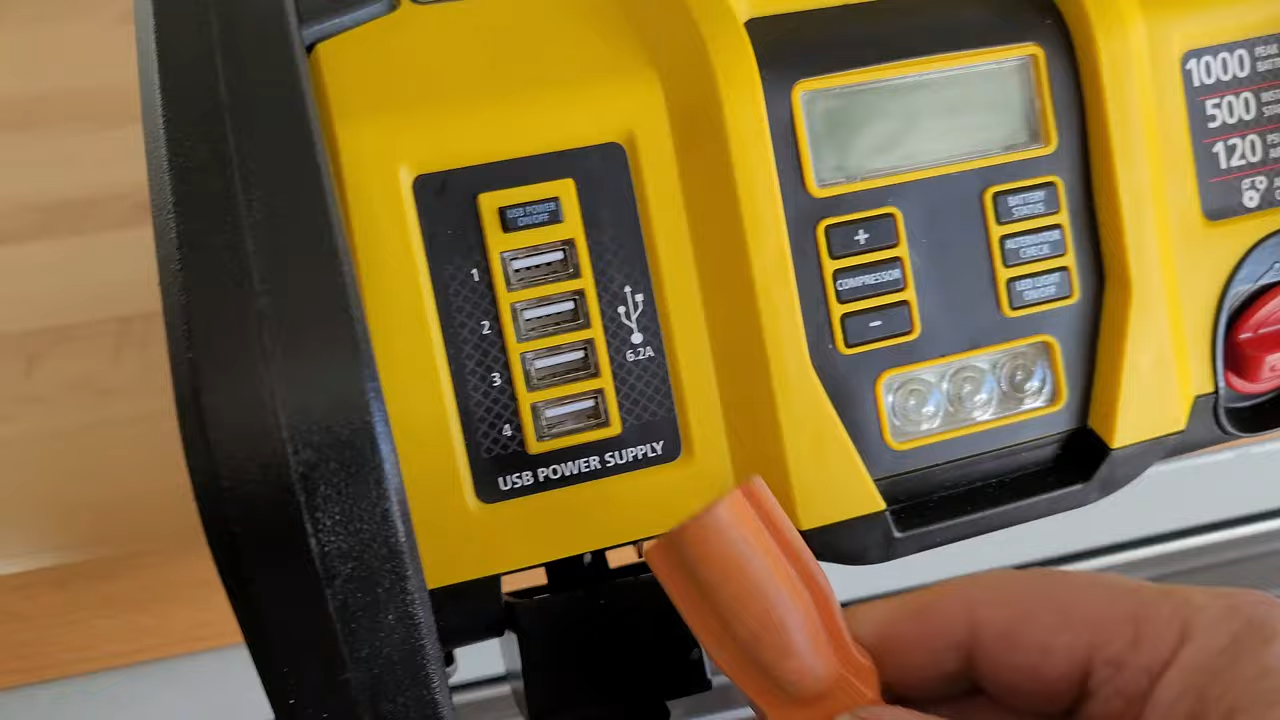 USB POWER
ON/OFF
1
2
3
4
6.2A
USB POWER SUPPLY
+
COMPRESSOR
-
BATTERY
STATUS
ALTERNATOR
CHECK
LED LIGHT
ON/OFF
1000 PEAK
500
120